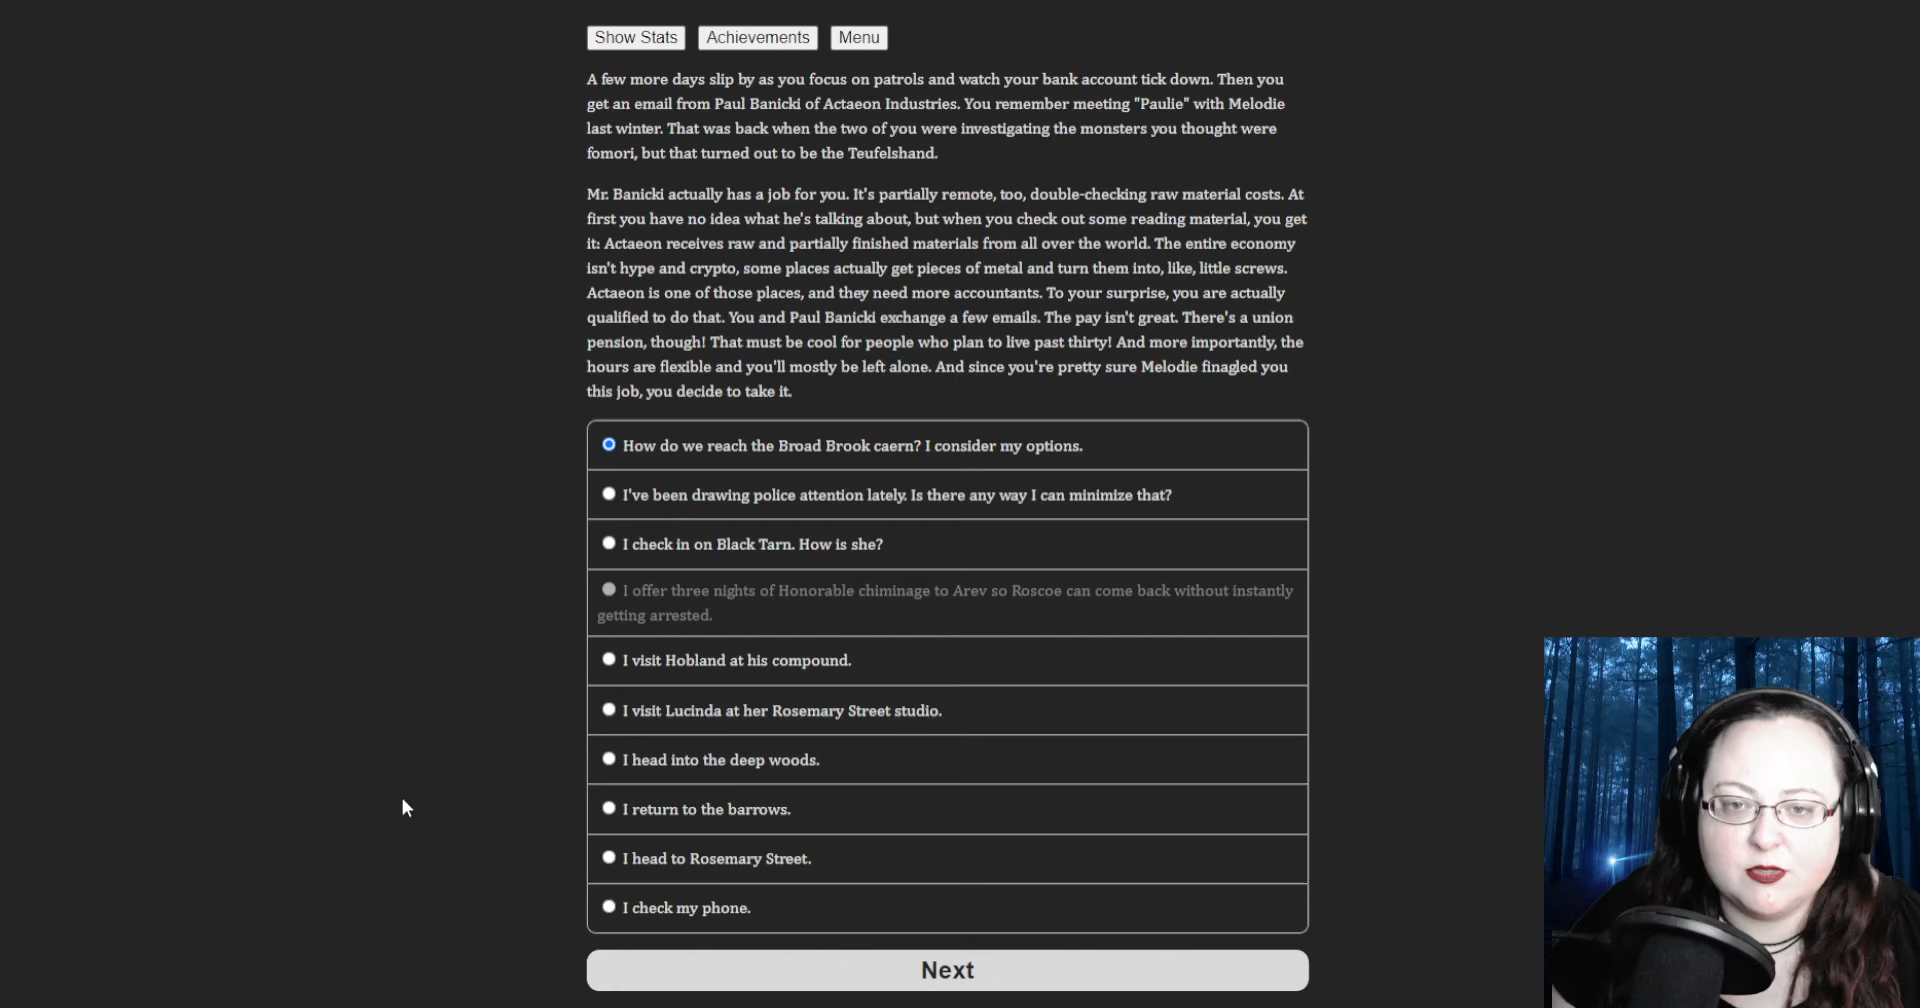 Show Stats
Achievements
Menu
A few more days slip by as you focus on patrols and watch your bank account tick down. Then you
get an email from Paul Banicki of Actaeon Industries. You remember meeting "Paulie" with Melodie
last winter. That was back when the two of you were investigating the monsters you thought were
fomori, but that turned out to be the Teufelshand.
Mr. Banicki actually has a job for you. It's partially remote, too, double-checking raw material costs. At
first you have no idea what he's talking about, but when you check out some reading material, you get
it: Actaeon receives raw and partially finished materials from all over the world. The entire economy
isn't hype and crypto, some places actually get pieces of metal and turn them into, like, little screws.
Actaeon is one of those places, and they need more accountants. To your surprise, you are actually
qualified to do that. You and Paul Banicki exchange a few emails. The pay isn't great. There's a union
pension, though! That must be cool for people who plan to live past thirty! And more importantly, the
hours are flexible and you'll mostly be left alone. And since you're pretty sure Melodie finagled you
this job, you decide to take it.
How do we reach the Broad Brook caern? I consider my options.
I've been drawing police attention lately. Is there any way I can minimize that?
I check in on Black Tarn. How is she?
I offer three nights of Honorable chiminage to Arev so Roscoe can come back without instantly
getting arrested.
I visit Hobland at his compound.
I visit Lucinda at her Rosemary Street studio.
I head into the deep woods.
I return to the barrows.
I head to Rosemary Street.
I check my phone.
Next